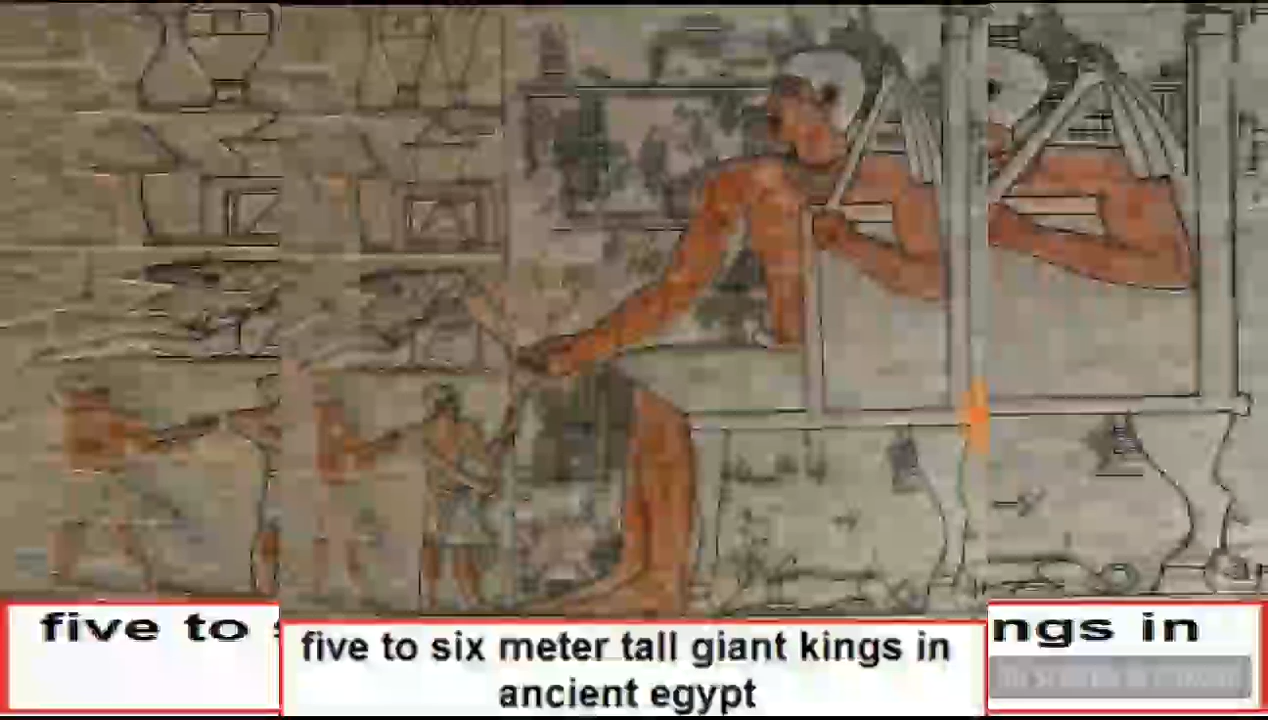 five to
five to six meter tall giant kings in
ancient egypt
ngs in